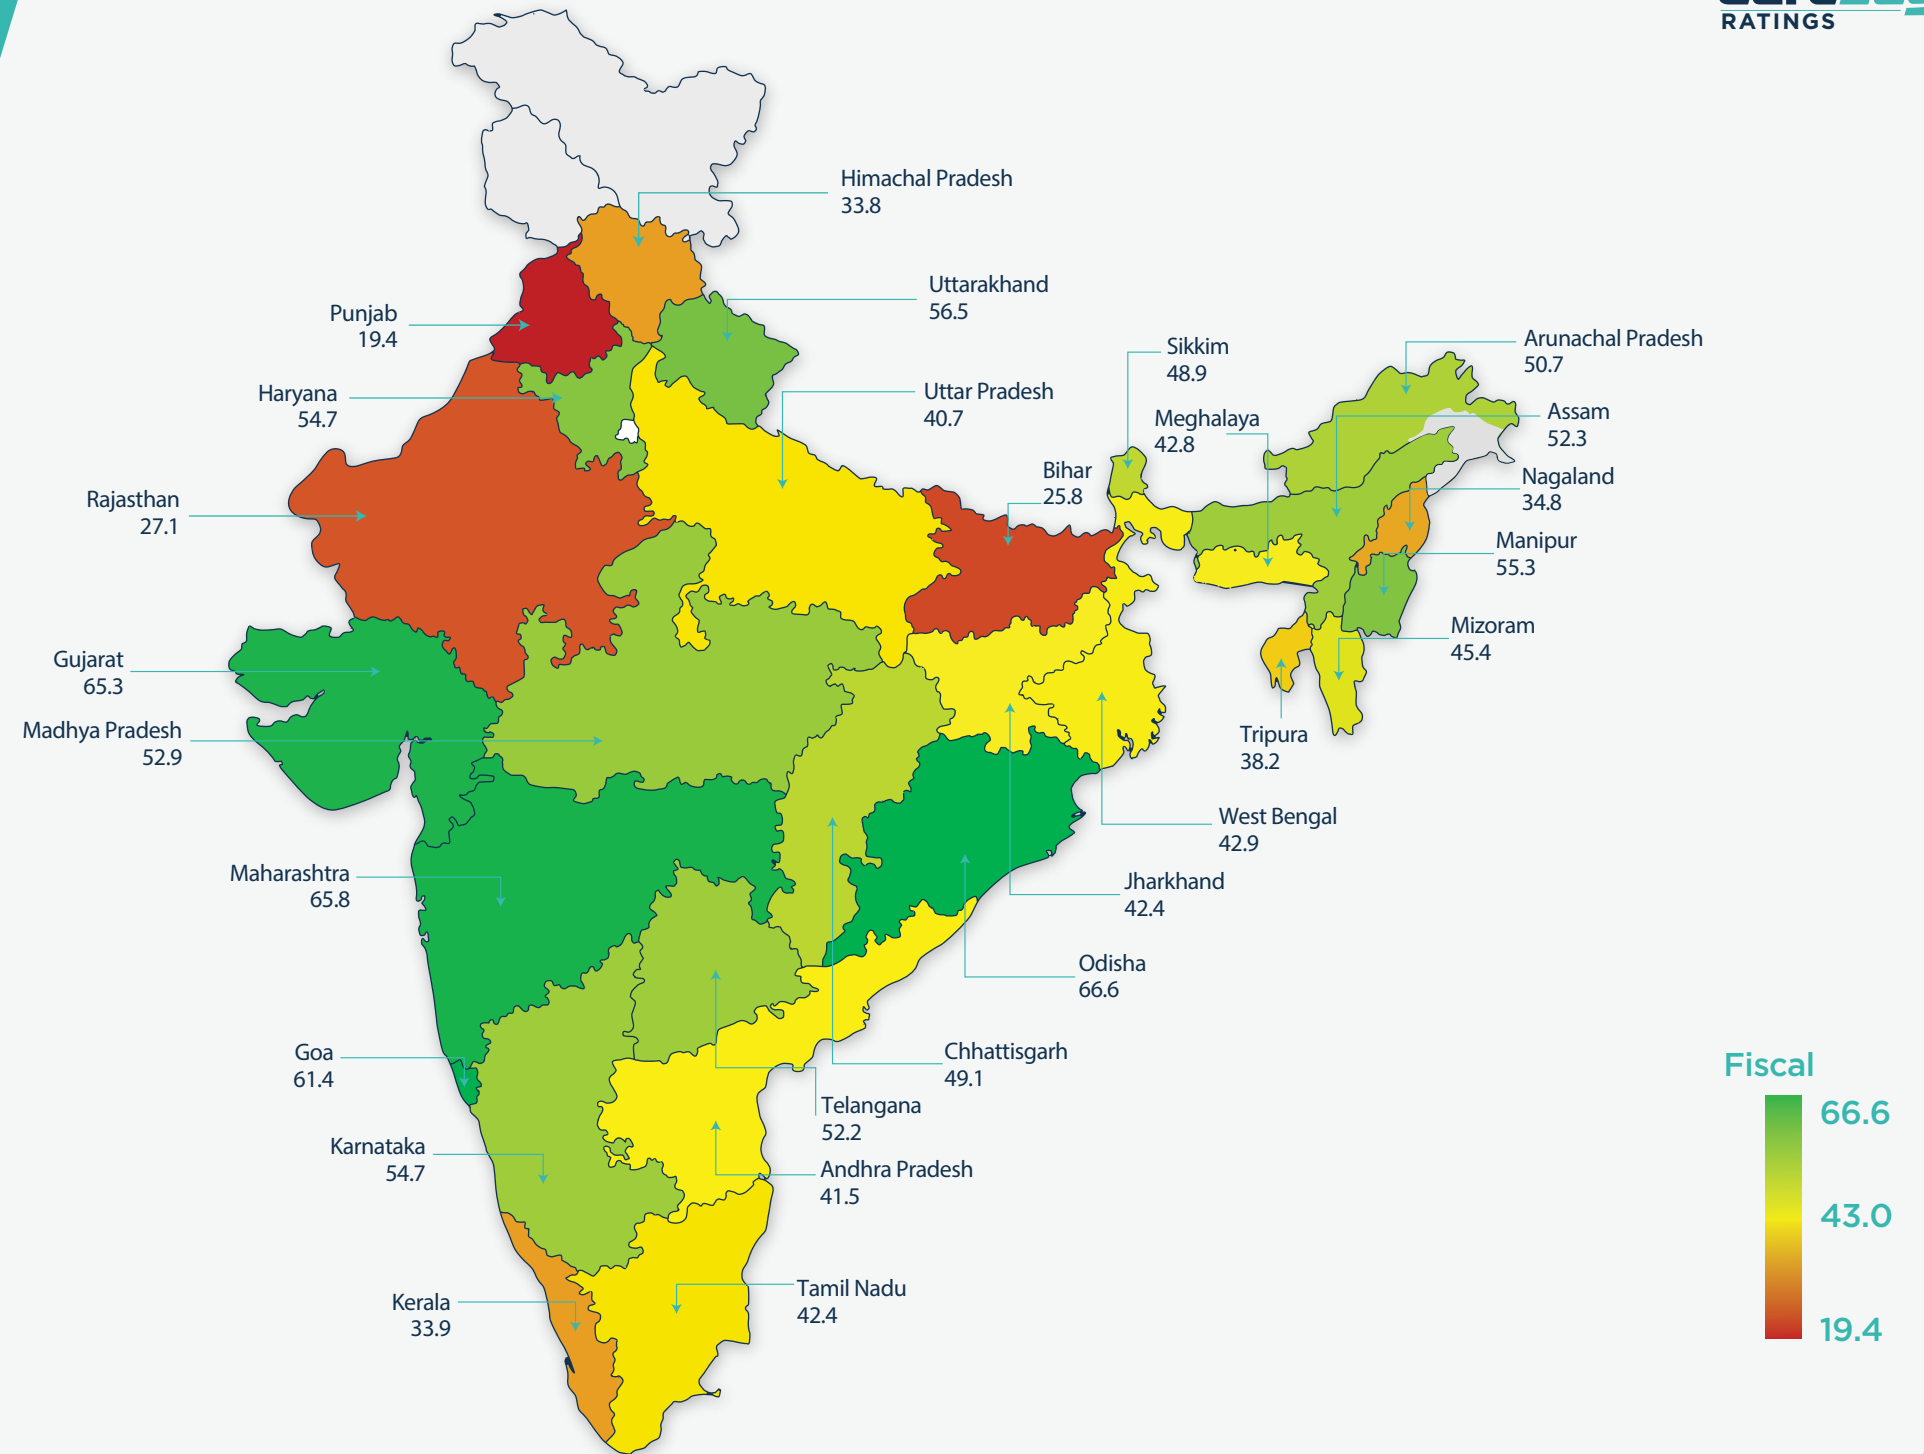 RATINGS
Himachal Pradesh
33.8
Uttarakhand
56.5
Punjab
19.4
Sikkim
48.9
Arunachal Pradesh
50.7
Haryana
54.7
Uttar Pradesh
40.7
Meghalaya
42.8
Assam
52.3
Bihar
25.8
Nagaland
34.8
Rajasthan
27.1
Manipur
55.3
Mizoram
45.4
Gujarat
65.3
Madhya Pradesh
52.9
Tripura
38.2
West Bengal
42.9
Maharashtra
65.8
Jharkhand
42.4
Odisha
66.6
Goa
61.4
Chhattisgarh
49.1
Telangana
52.2
Karnataka
54.7
Andhra Pradesh
41.5
Kerala
33.9
Tamil Nadu
42.4
Fiscal
66.6
43.0
19.4